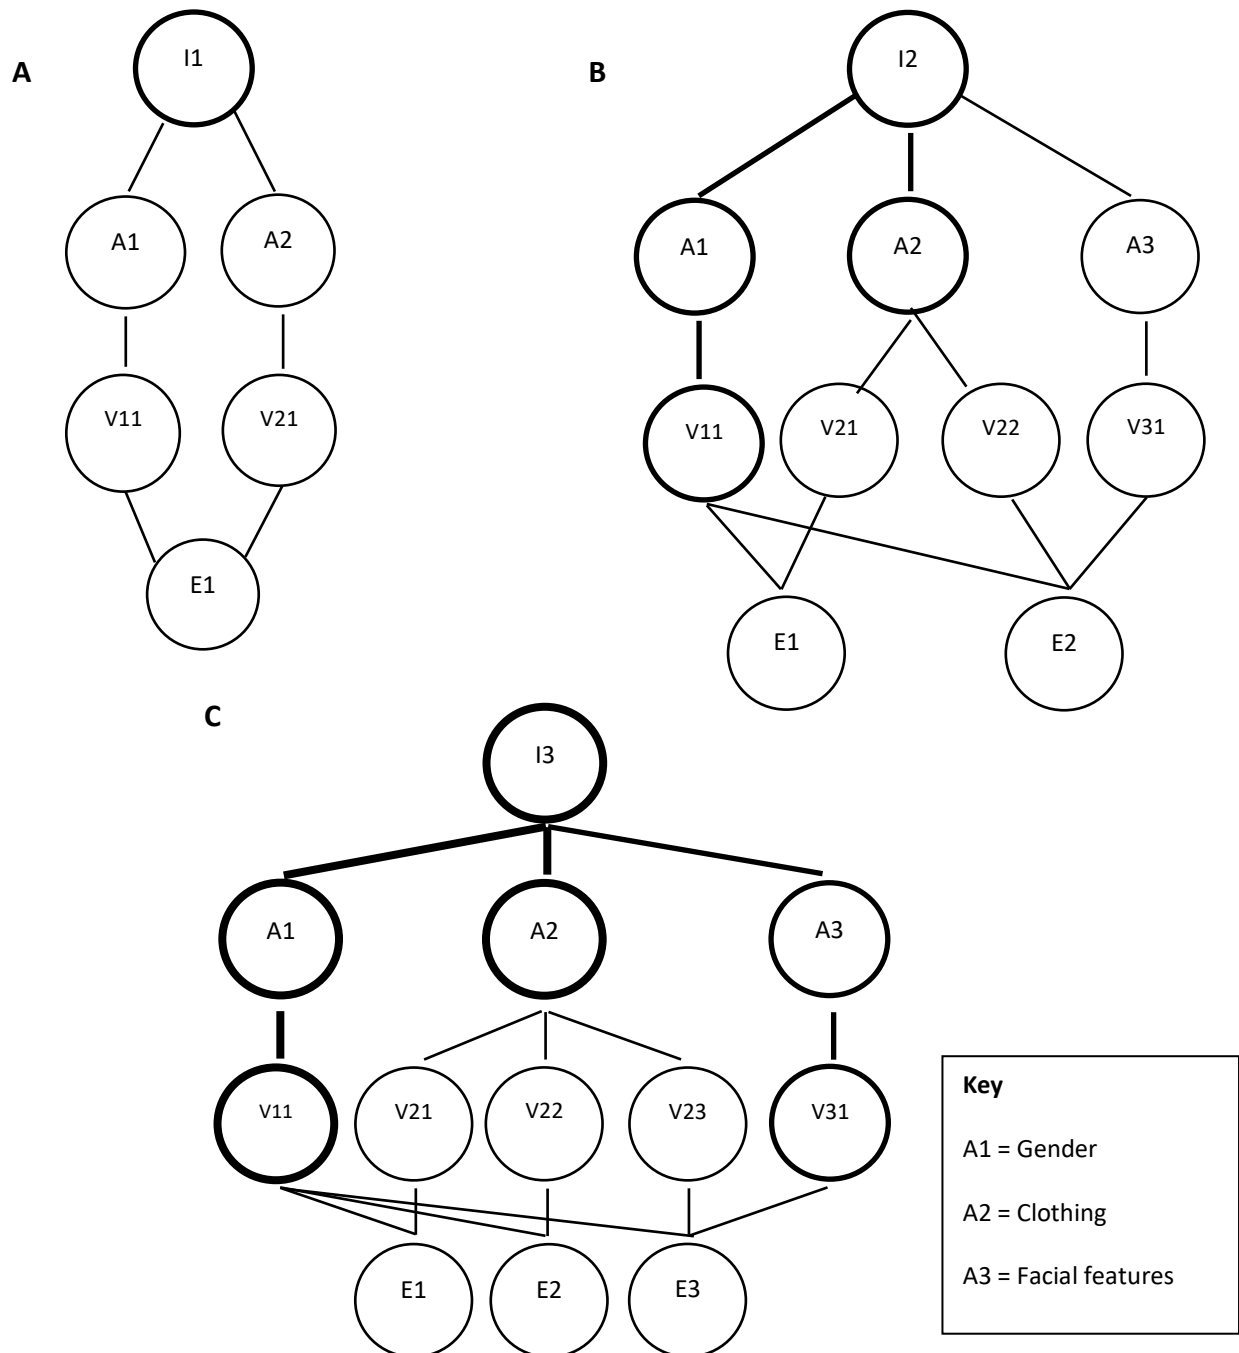 A
I1
A1
A2
V11
V21
E1
B
I2
A1
A2
A3
V11
V21
V22
V31
E1
E2
C
I3
A1
A2
A3
V11
V21
V22
V23
V31
E1
E2
E3
Key
A1 = Gender
A2 = Clothing
A3 = Facial features